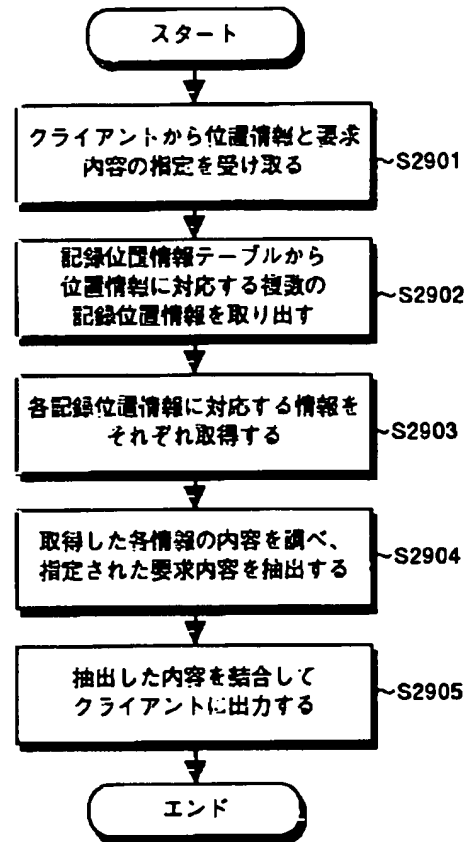 スタート
クライアントから位置情報と要求
内容の指定を受け取る
~S2901
記録位置情報テーブルから
位置情報に対応する複数の
記録位置情報を取り出す
~S2902
各記録位置情報に対応する情報を
それぞれ取得する
~S2903
取得した各情報の内容を調べ、
指定された要求内容を抽出する
~S2904
抽出した内容を結合して
クライアントに出力する
~S2905
エンド